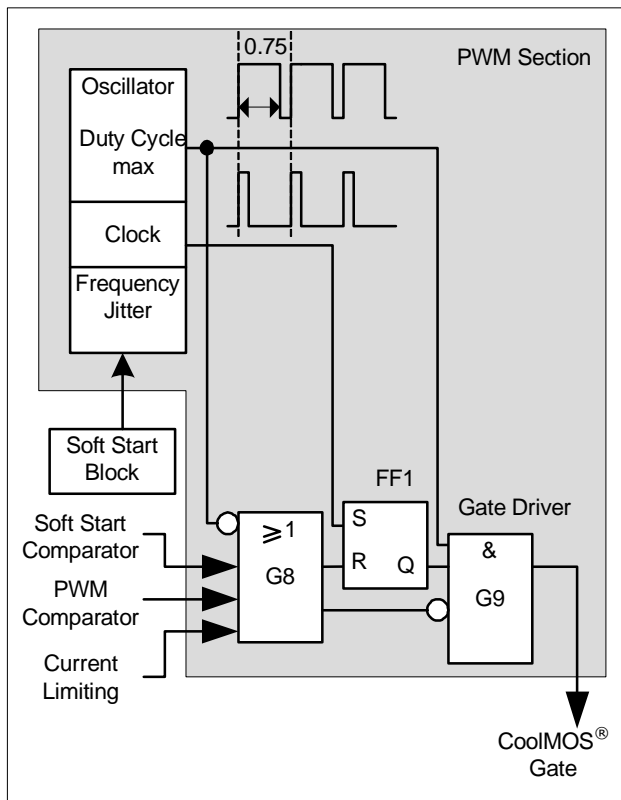 0.75
PWM Section
Oscillator
Duty Cycle
max
Clock
Frequency
Jitter
Soft Start
Block
FF1
Gate Driver
Soft Start
Comparator
PWM
Comparator
Current
Limiting
≥1
G8
S
R Q
&
G9
CoolMOS®
Gate